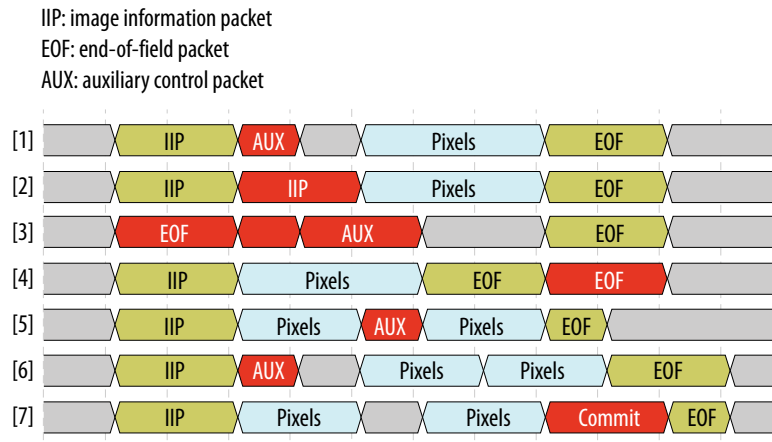 IIP: image information packet
EOF: end-of-field packet
AUX: auxiliary control packet
[1] IIP AUX Pixels EOF
[2] IIP IIP Pixels EOF
[3] EOF AUX EOF
[4] IIP Pixels EOF EOF
[5] IIP Pixels AUX Pixels EOF
[6] IIP AUX Pixels Pixels EOF
[7] IIP Pixels Pixels Commit EOF